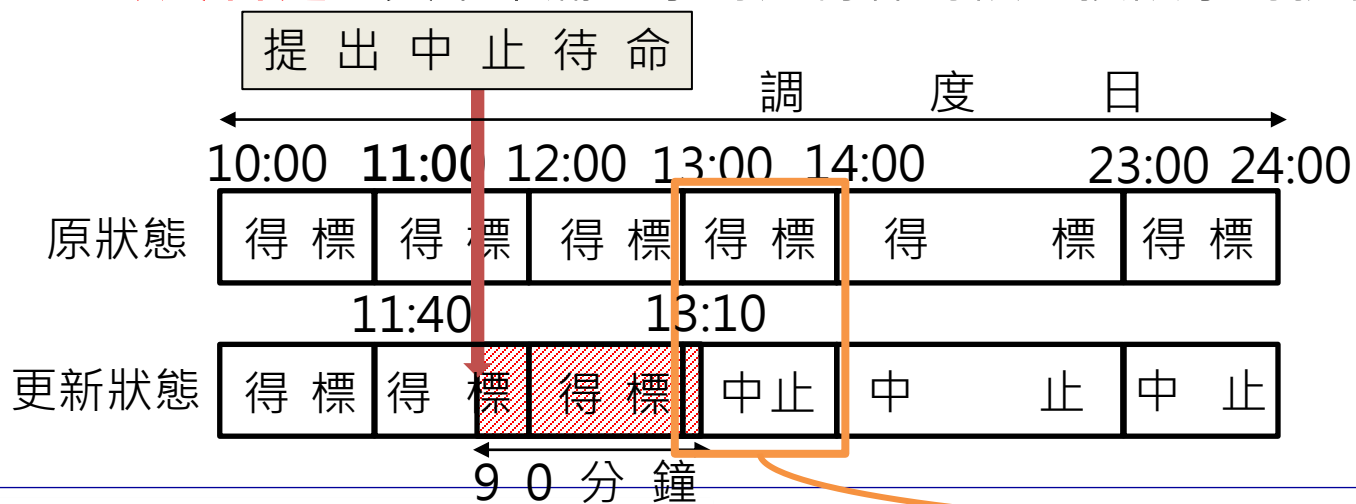 提出中止待命
調度日
10:00 11:00 12:00 13:00 14:00 23:00 24:00
原狀態 得標 得標 得標 得標 得標 得標
11:40 13:10
更新狀態 得標 得標 得標 中止 中止 中止
90分鐘